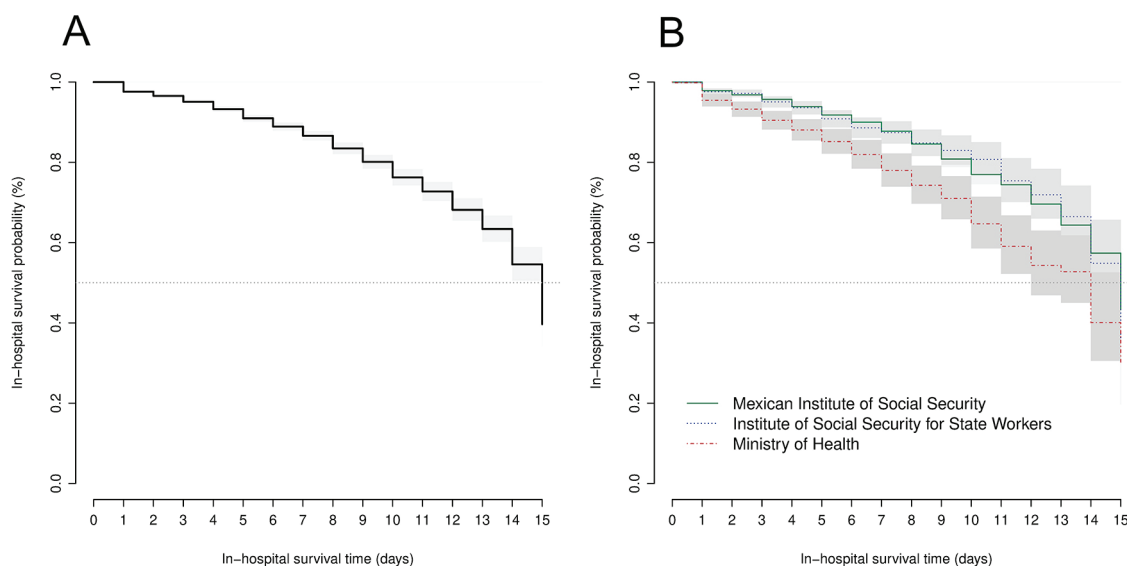 A
B
In-hospital survival probability (%)
1.0
0.8
0.6
0.4
0.2
0.0
0 1 2 3 4 5 6 7 8 9 10 11 12 13 14 15
In-hospital survival time (days)
In-hospital survival probability (%)
1.0
0.8
0.6
0.4
0.2
0.0
Mexican Institute of Social Security
Institute of Social Security for State Workers
Ministry of Health
0 1 2 3 4 5 6 7 8 9 10 11 12 13 14 15
In-hospital survival time (days)